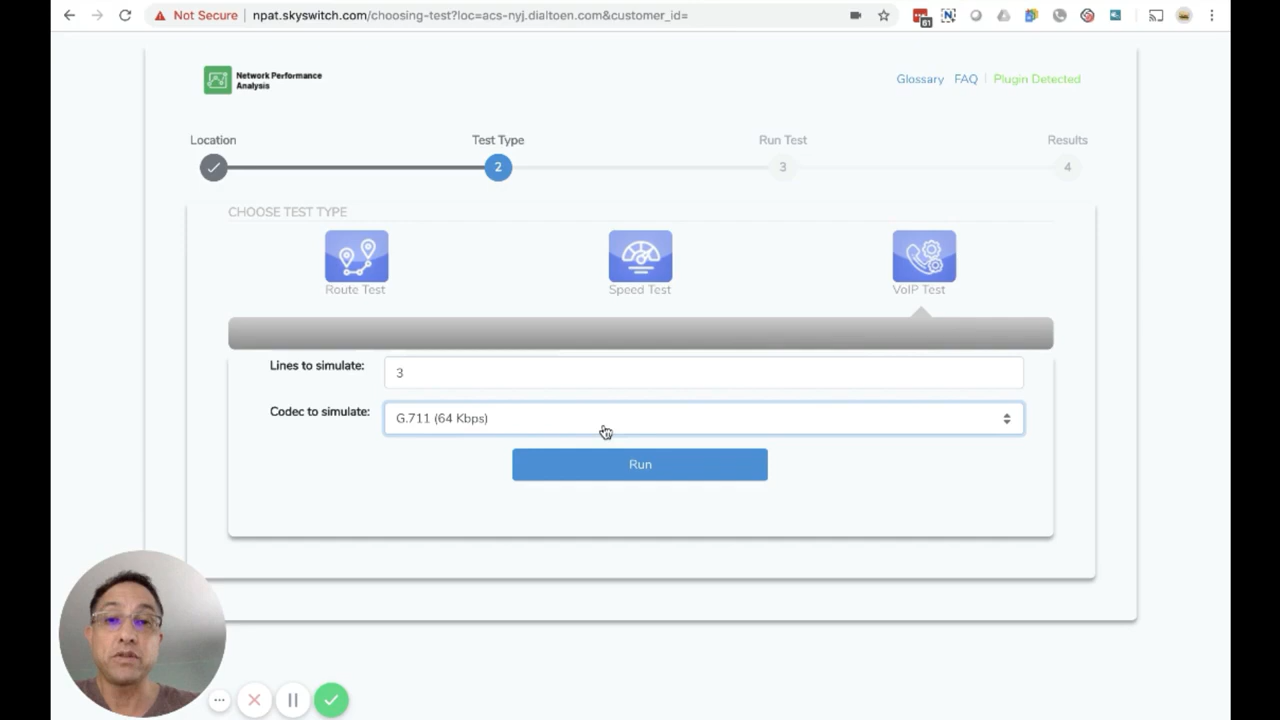 Not Secure npat.skyswitch.com/choosing-test?loc=acs-nyj.dialtoen.com&customer_id=
61
Network Performance
Analysis
Glossary FAQ Plugin Detected
Location Test Type Run Test Results
2 3 4
CHOOSE TEST TYPE
Route Test Speed Test VoIP Test
Lines to simulate: 3
Codec to simulate: G.711 (64 Kbps)
Run